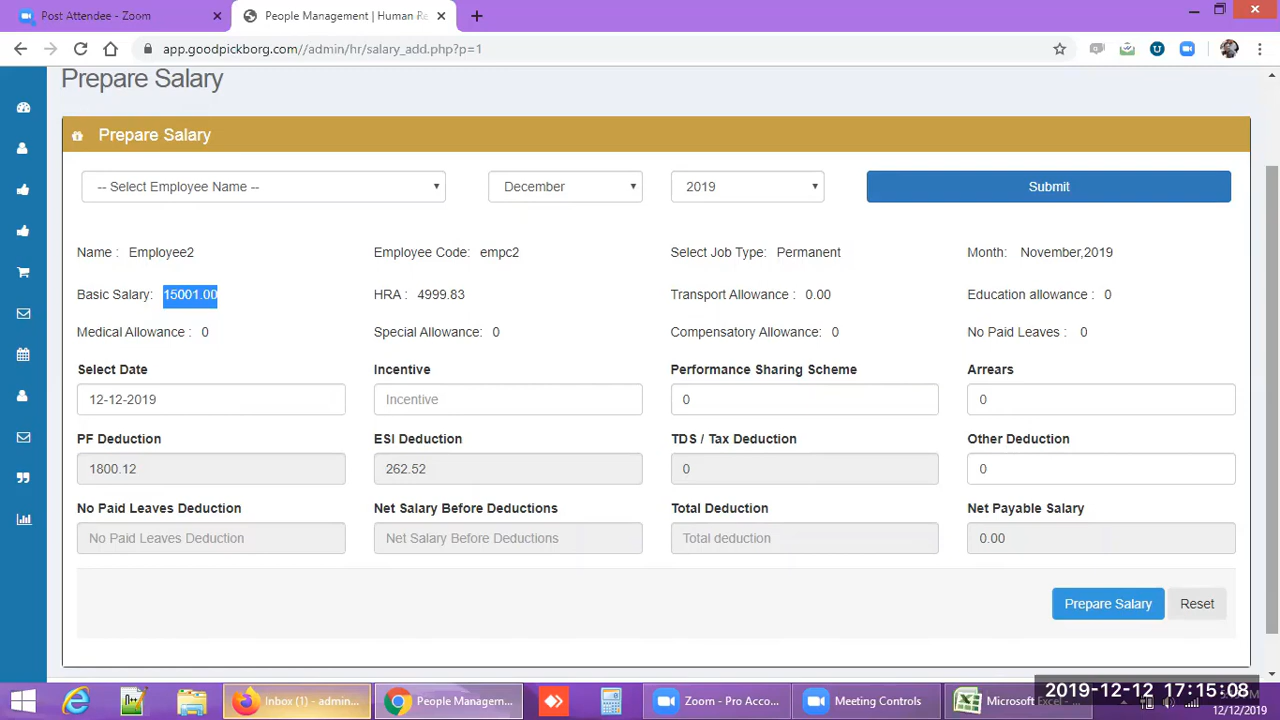 Post Attendee - Zoom
People Management | Human Re
app.goodpickborg.com//admin/hr/salary_add.php?p=1
Prepare Salary
Prepare Salary
-- Select Employee Name -- December 2019 Submit
Name : Employee2 Employee Code: empc2 Select Job Type: Permanent Month: November,2019
Basic Salary: 15001.00 HRA : 4999.83 Transport Allowance : 0.00 Education allowance : 0
Medical Allowance : 0 Special Allowance: 0 Compensatory Allowance: 0 No Paid Leaves : 0
Select Date Incentive Performance Sharing Scheme Arrears
12-12-2019 Incentive 0 0
PF Deduction ESI Deduction TDS / Tax Deduction Other Deduction
1800.12 262.52 0 0
No Paid Leaves Deduction Net Salary Before Deductions Total Deduction Net Payable Salary
No Paid Leaves Deduction Net Salary Before Deductions Total deduction 0.00
Prepare Salary Reset
Inbox (1) - admin... People Managem... Zoom - Pro Acco... Meeting Controls Microsoft Exc
2019-12-12 17:15:08
12/12/2019